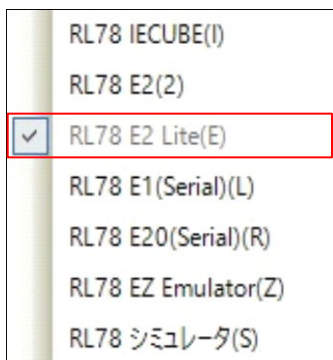 RL78 IECUBE(I)
RL78 E2(2)
RL78 E2 Lite(E)
RL78 E1(Serial)(L)
RL78 E20(Serial)(R)
RL78 EZ Emulator(Z)
RL78 シミュレータ(S)